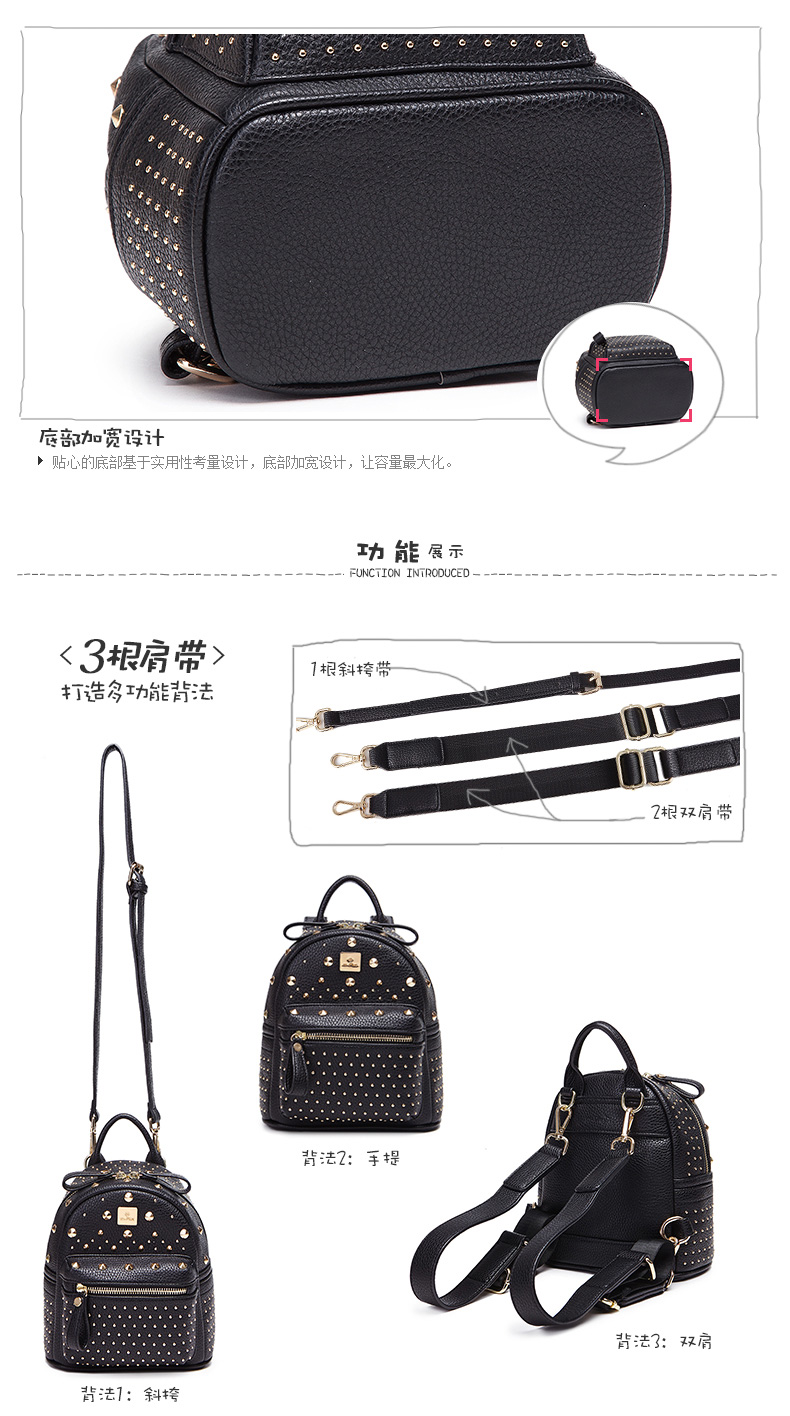 底部加宽设计
贴心的底部基于实用性考量设计，底部加宽设计，让容量最大化。
功能展示
FUNCTION INTRODUCED
<3根肩带>
打造多功能背法
1根斜挎带
2根双肩带
背法2：手提
背法3：双肩
背法1：斜挎